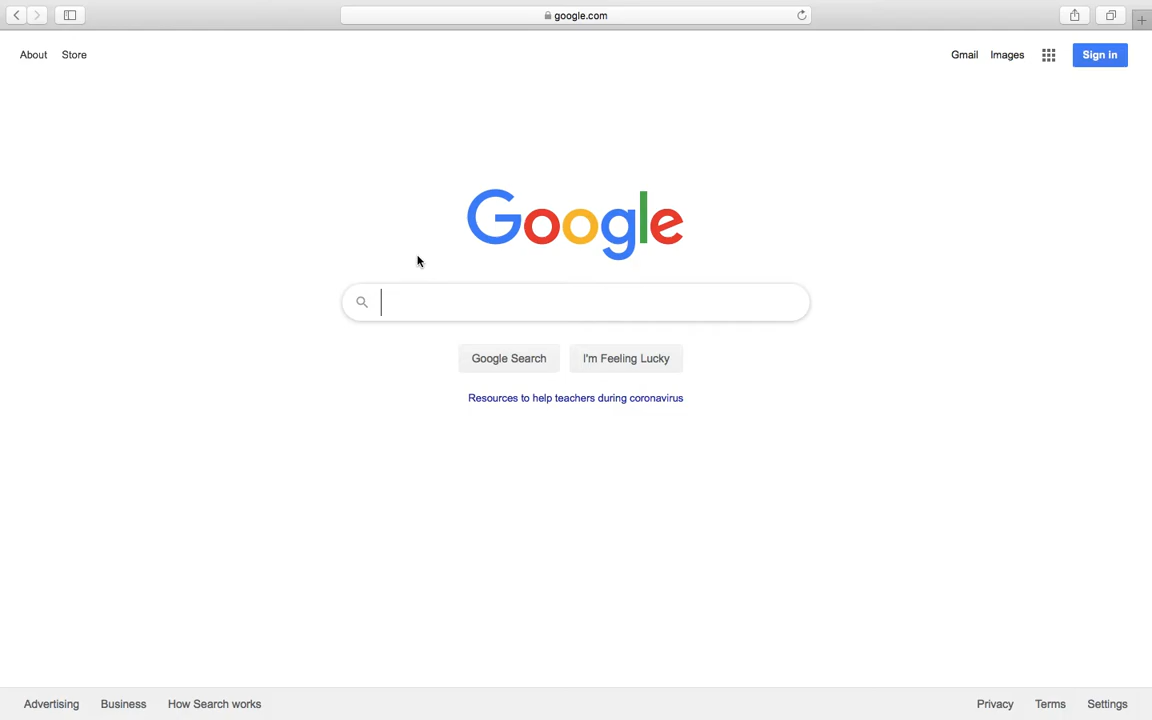 google.com
About Store
Gmail Images Sign in
Google
Google Search I'm Feeling Lucky
Resources to help teachers during coronavirus
Advertising Business How Search works
Privacy Terms Settings